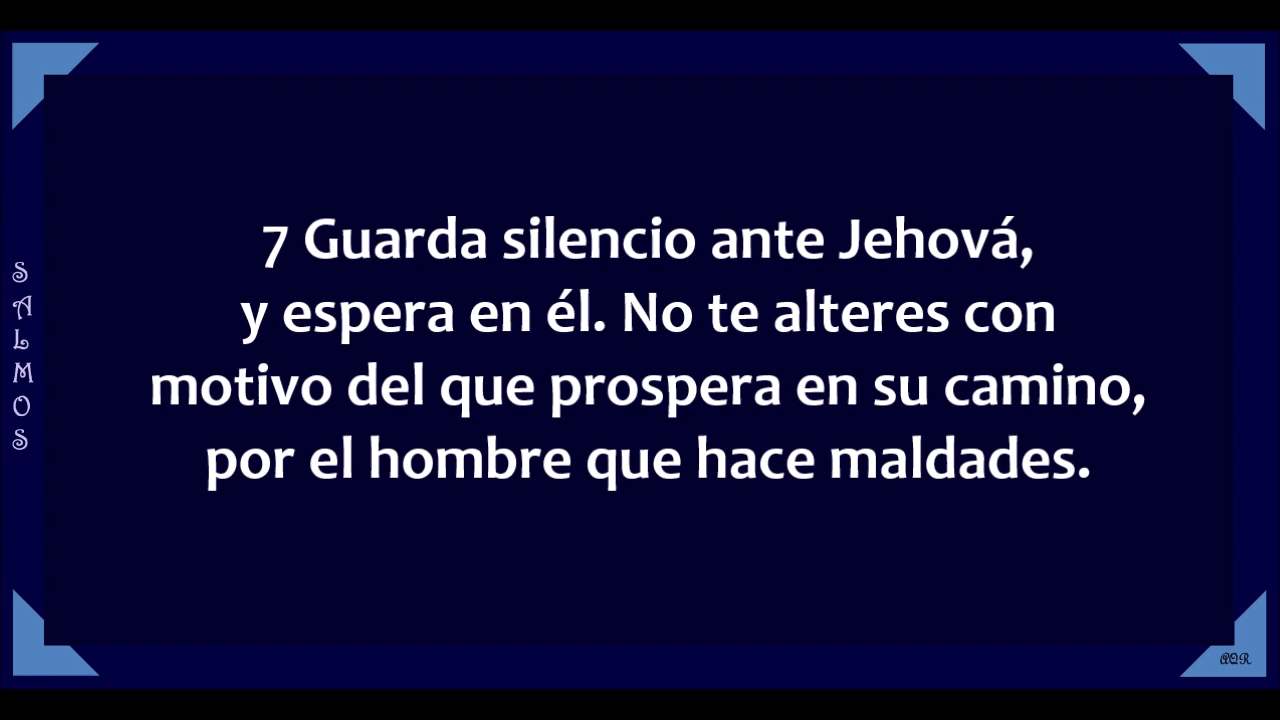 SALMOS
7 Guarda silencio ante Jehová,
y espera en él. No te alteres con
motivo del que prospera en su camino,
por el hombre que hace maldades.